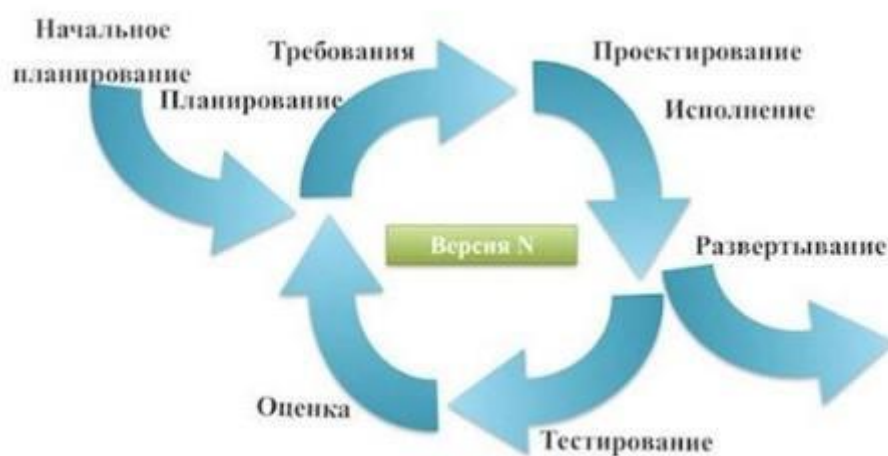 Начальное
планирование
Планирование
Требования
Проектирование
Исполнение
Версия N
Развертывание
Оценка
Тестирование